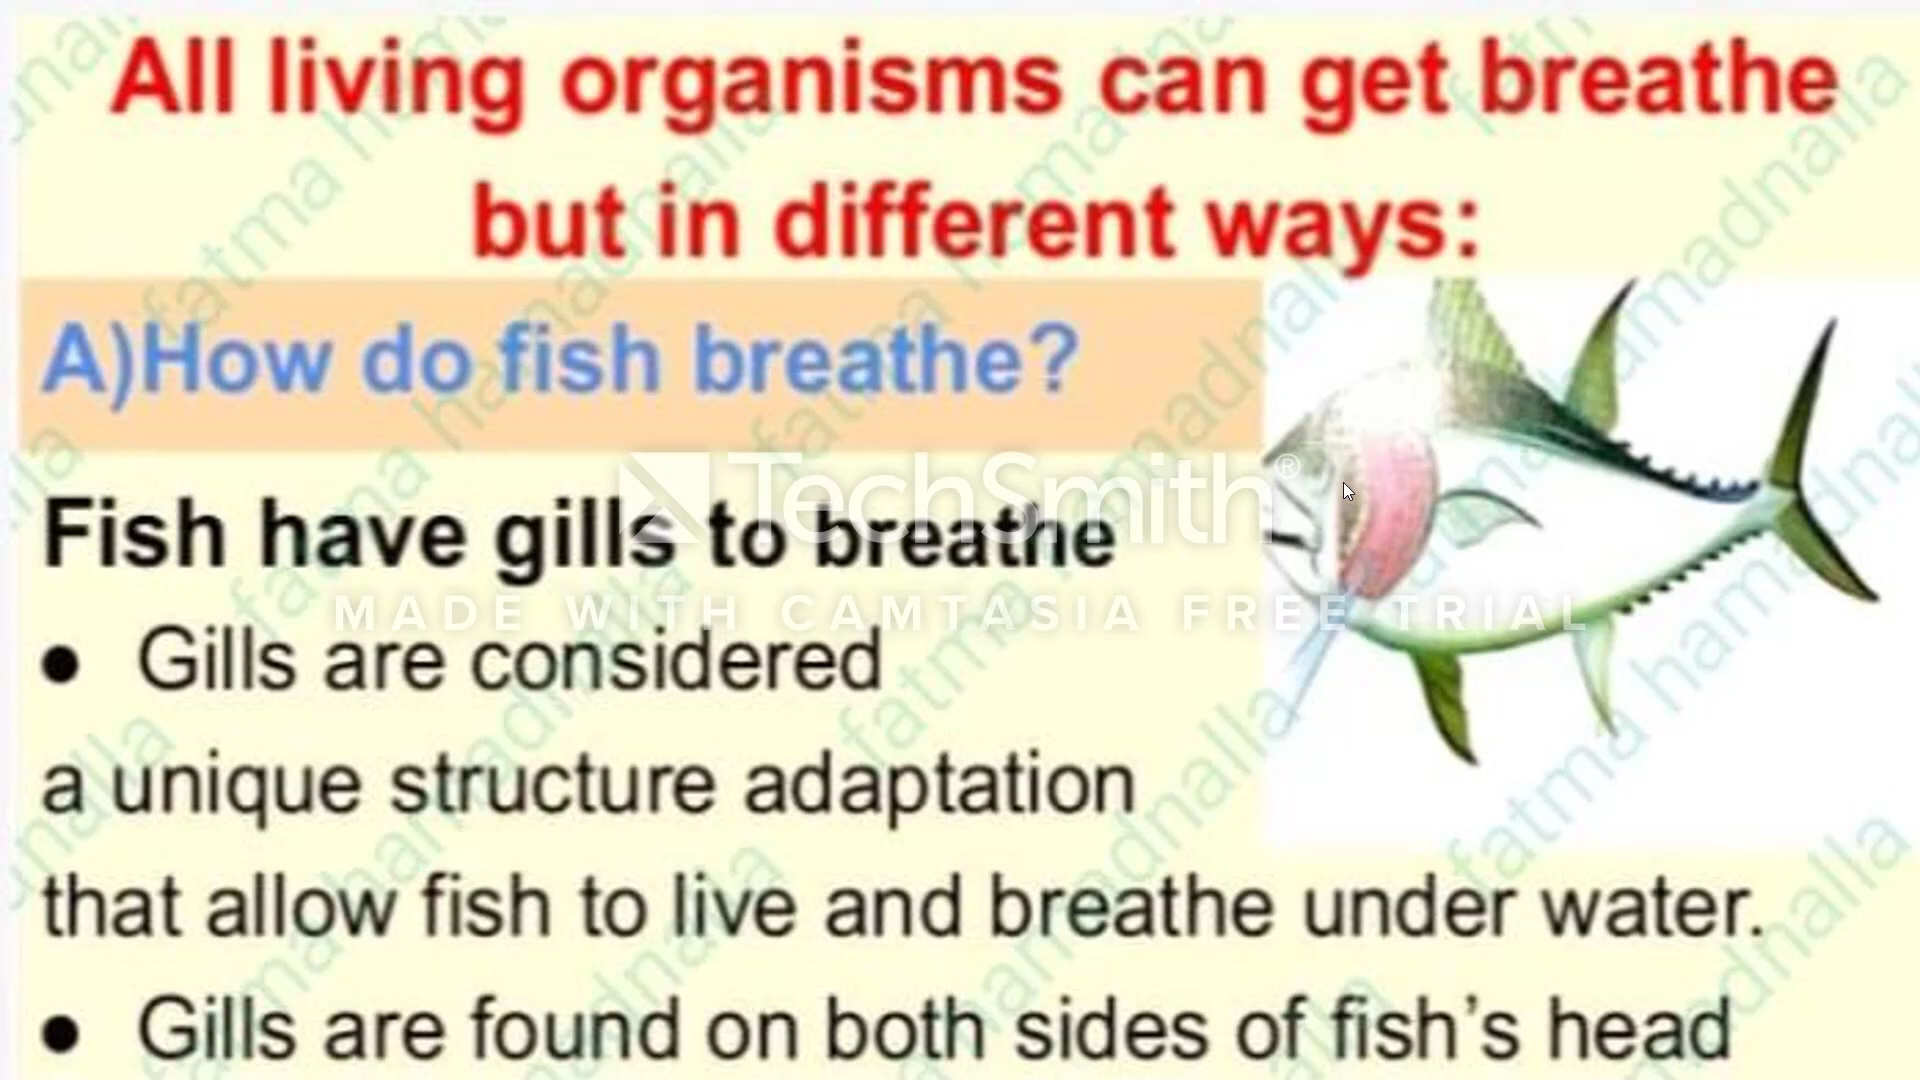 All living organisms can get breathe
but in different ways:
A)How do fish breathe?
TechSmith®
Fish have gills to breathe
MADE WITH CAMTASIA FREE TRIAL
● Gills are considered
a unique structure adaptation
that allow fish to live and breathe under water.
● Gills are found on both sides of fish's head
fatma hamadnalla